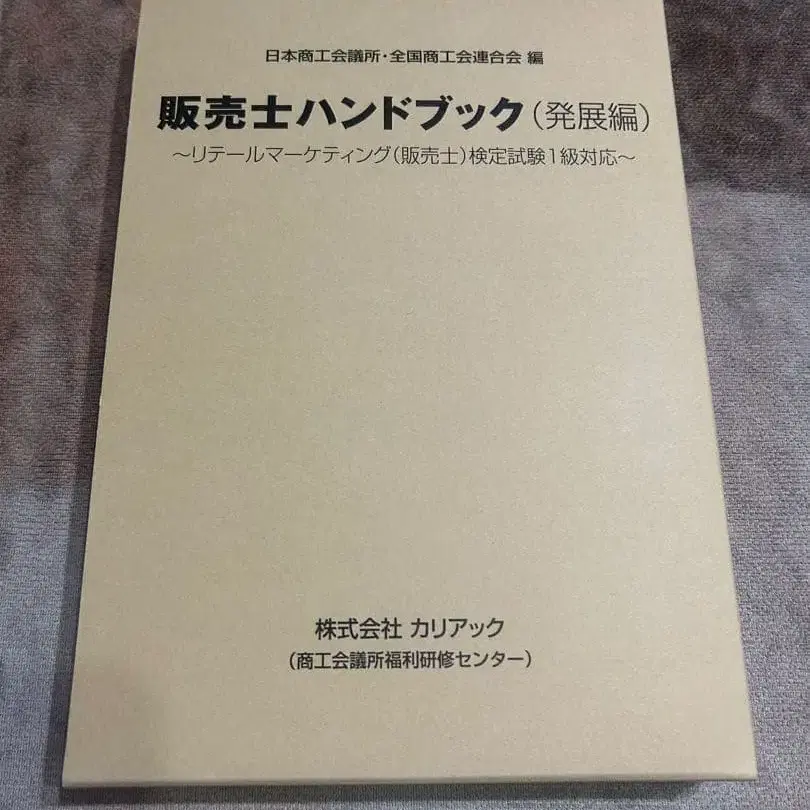 日本商工会議所・全国商工会連合会 編
販売士ハンドブック(発展編)
～リテールマーケティング(販売士)検定試験1級対応～
株式会社 カリアック
(商工会議所福利研修センター)